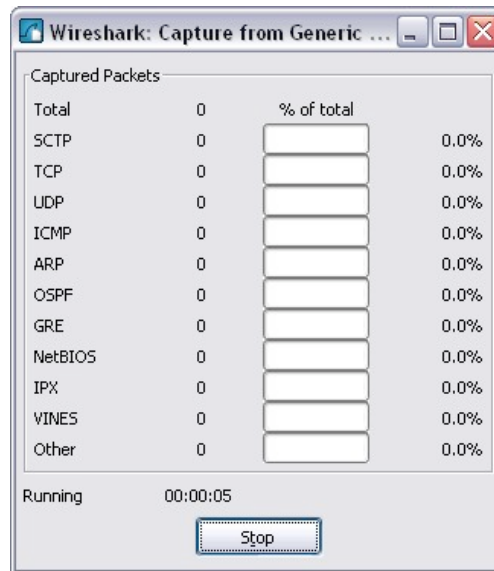 Wireshark: Capture from Generic ...
Captured Packets
Total 0 % of total
SCTP 0 0.0%
TCP 0 0.0%
UDP 0 0.0%
ICMP 0 0.0%
ARP 0 0.0%
OSPF 0 0.0%
GRE 0 0.0%
NetBIOS 0 0.0%
IPX 0 0.0%
VINES 0 0.0%
Other 0 0.0%
Running 00:00:05
Stop